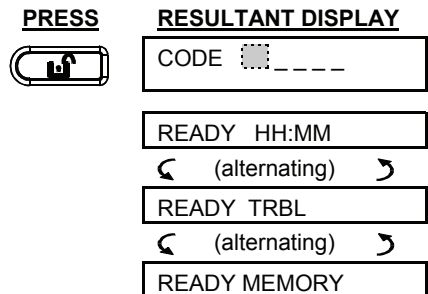 PRESS RESULTANT DISPLAY
CODE _ _ _ _
READY HH:MM
(alternating)
READY TRBL
(alternating)
READY MEMORY